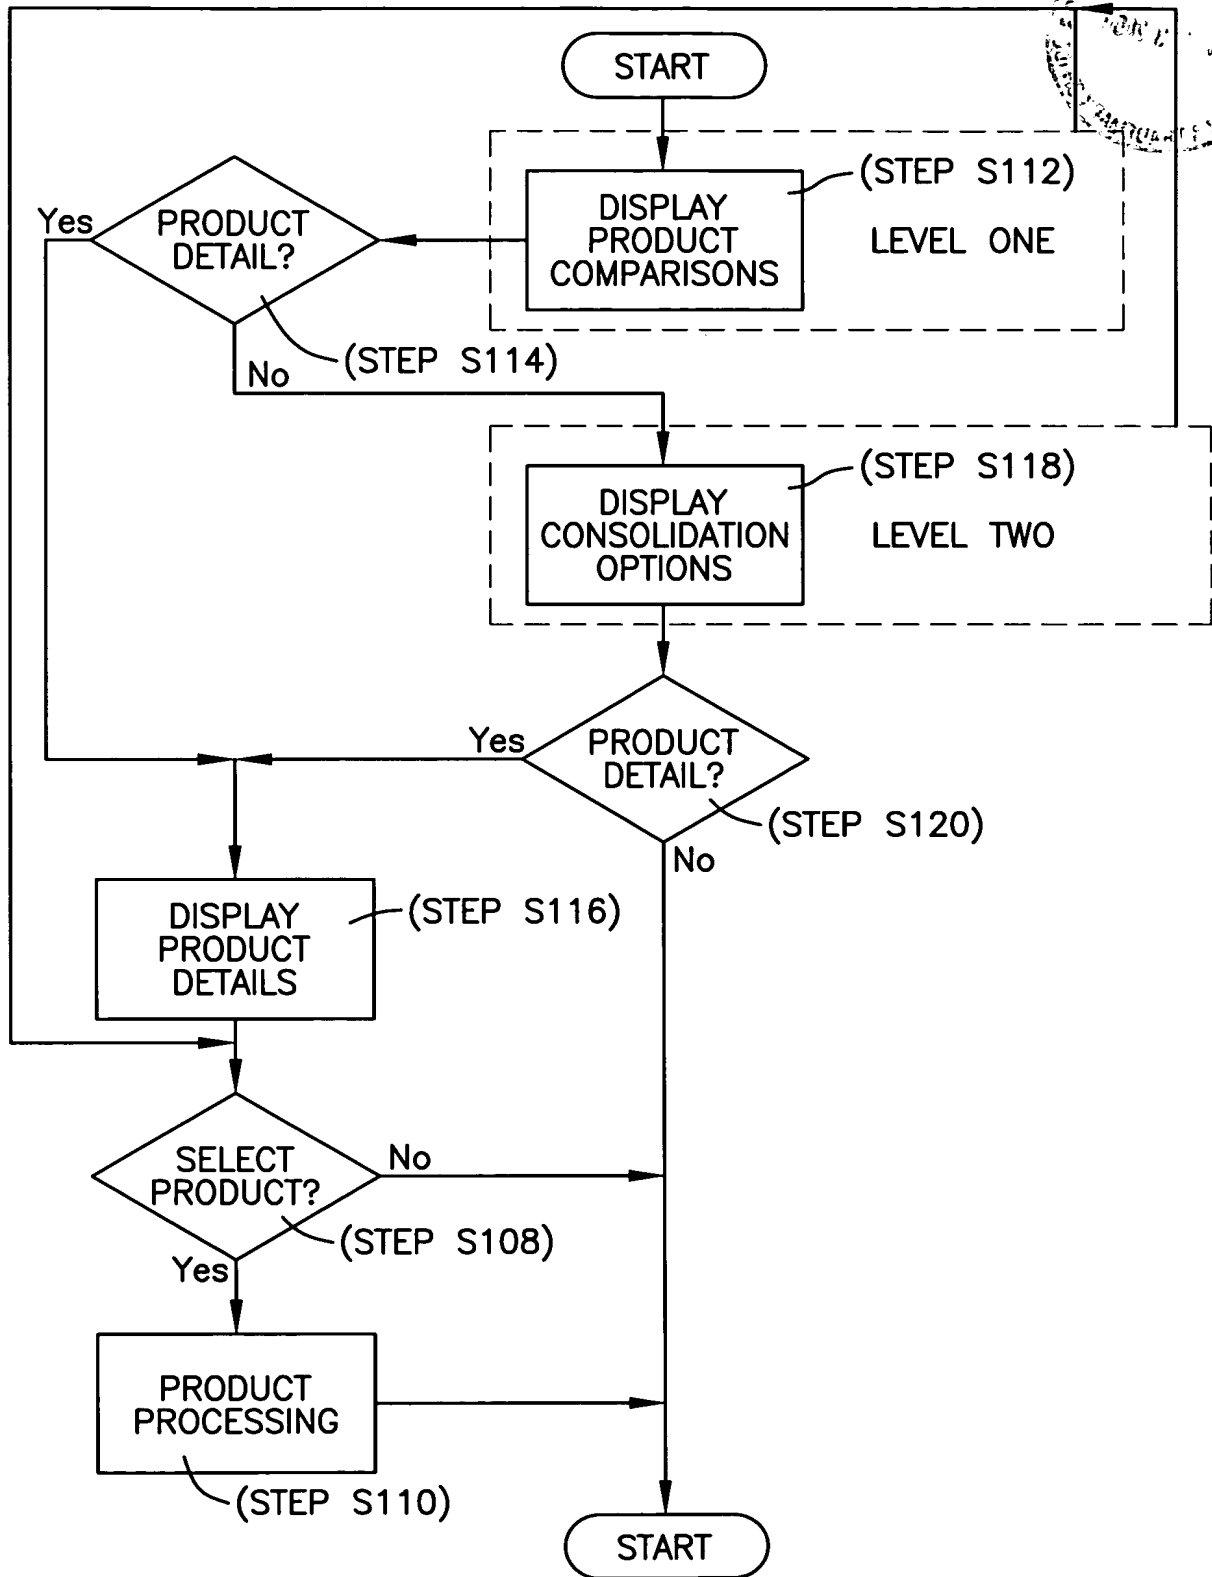 START
DISPLAY
PRODUCT
COMPARISONS
(STEP S112)
LEVEL ONE
PRODUCT
DETAIL?
Yes
(STEP S114)
No
DISPLAY
CONSOLIDATION
OPTIONS
(STEP S118)
LEVEL TWO
PRODUCT
DETAIL?
Yes
(STEP S120)
No
DISPLAY
PRODUCT
DETAILS
(STEP S116)
SELECT
PRODUCT?
No
(STEP S108)
Yes
PRODUCT
PROCESSING
(STEP S110)
START